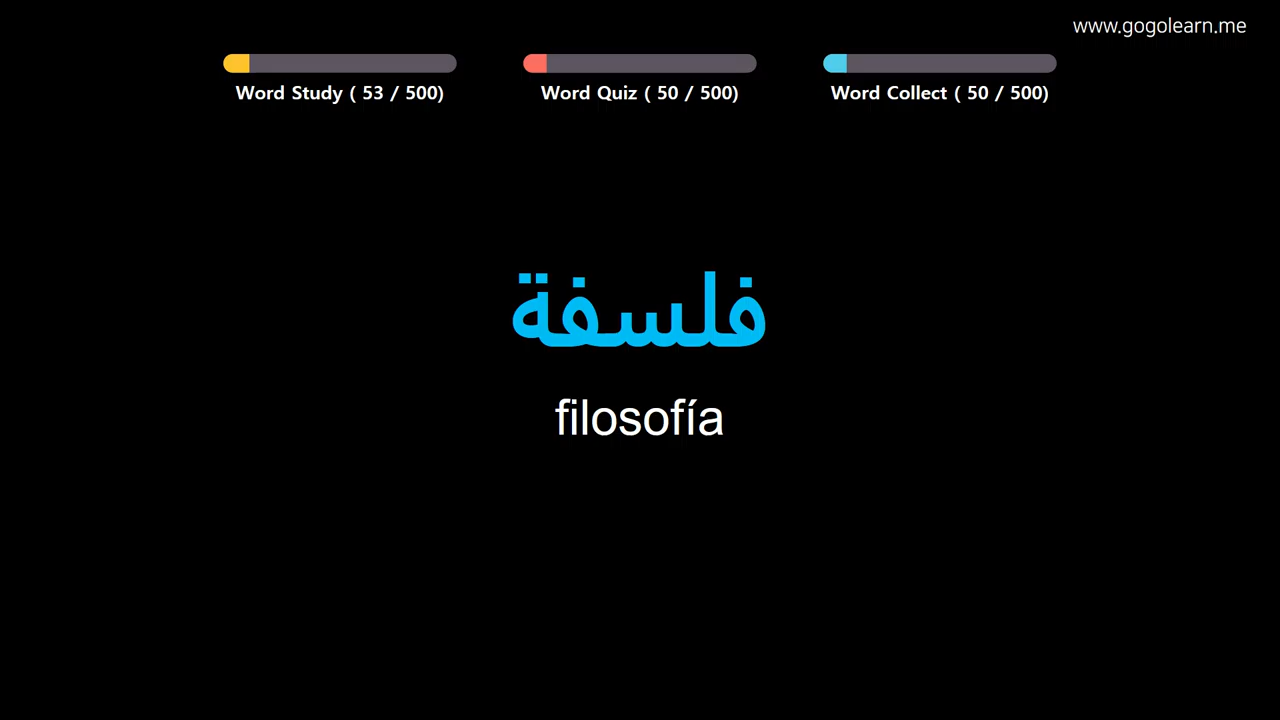 www.gogolearn.me
Word Study ( 53 / 500)
Word Quiz ( 50 / 500)
Word Collect ( 50 / 500)
فلسفة
filosofía